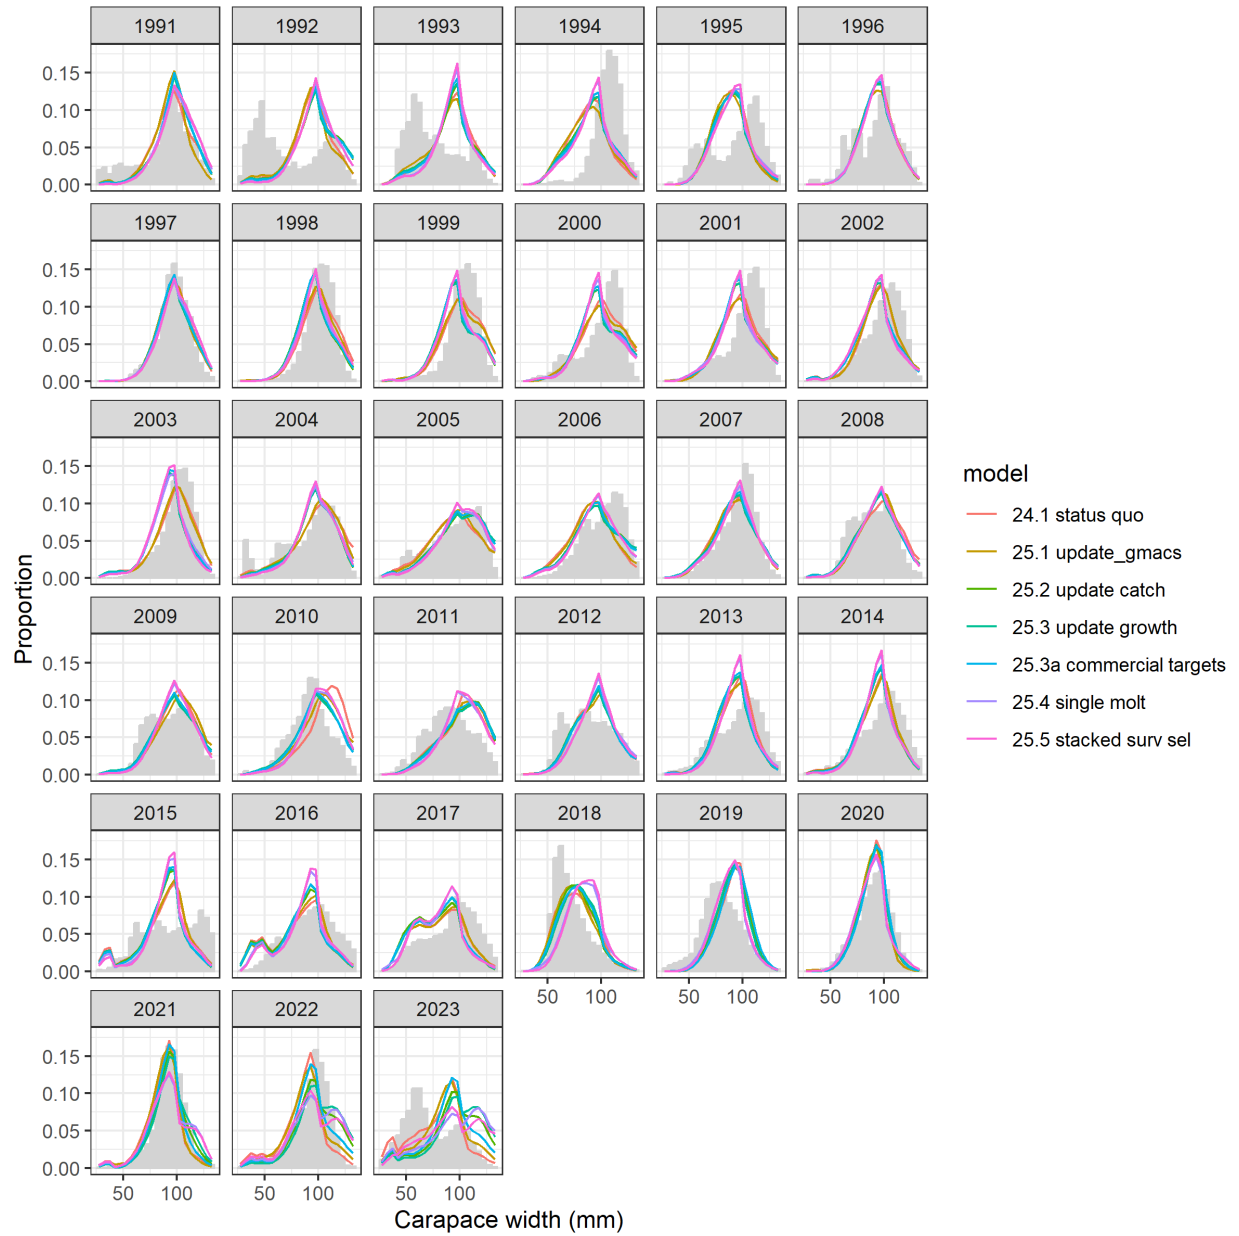 1991 1992 1993 1994 1995 1996
0.15
0.10
0.05
0.00
1997 1998 1999 2000 2001 2002
0.15
0.10
0.05
0.00
2003 2004 2005 2006 2007 2008
0.15
0.10
0.05
0.00
2009 2010 2011 2012 2013 2014
0.15
0.10
0.05
0.00
2015 2016 2017 2018 2019 2020
0.15
0.10
0.05
0.00
50 100 50 100 50 100
2021 2022 2023
0.15
0.10
0.05
0.00
50 100 50 100 50 100
Carapace width (mm)
Proportion
model
24.1 status quo
25.1 update_gmacs
25.2 update catch
25.3 update growth
25.3a commercial targets
25.4 single molt
25.5 stacked surv sel